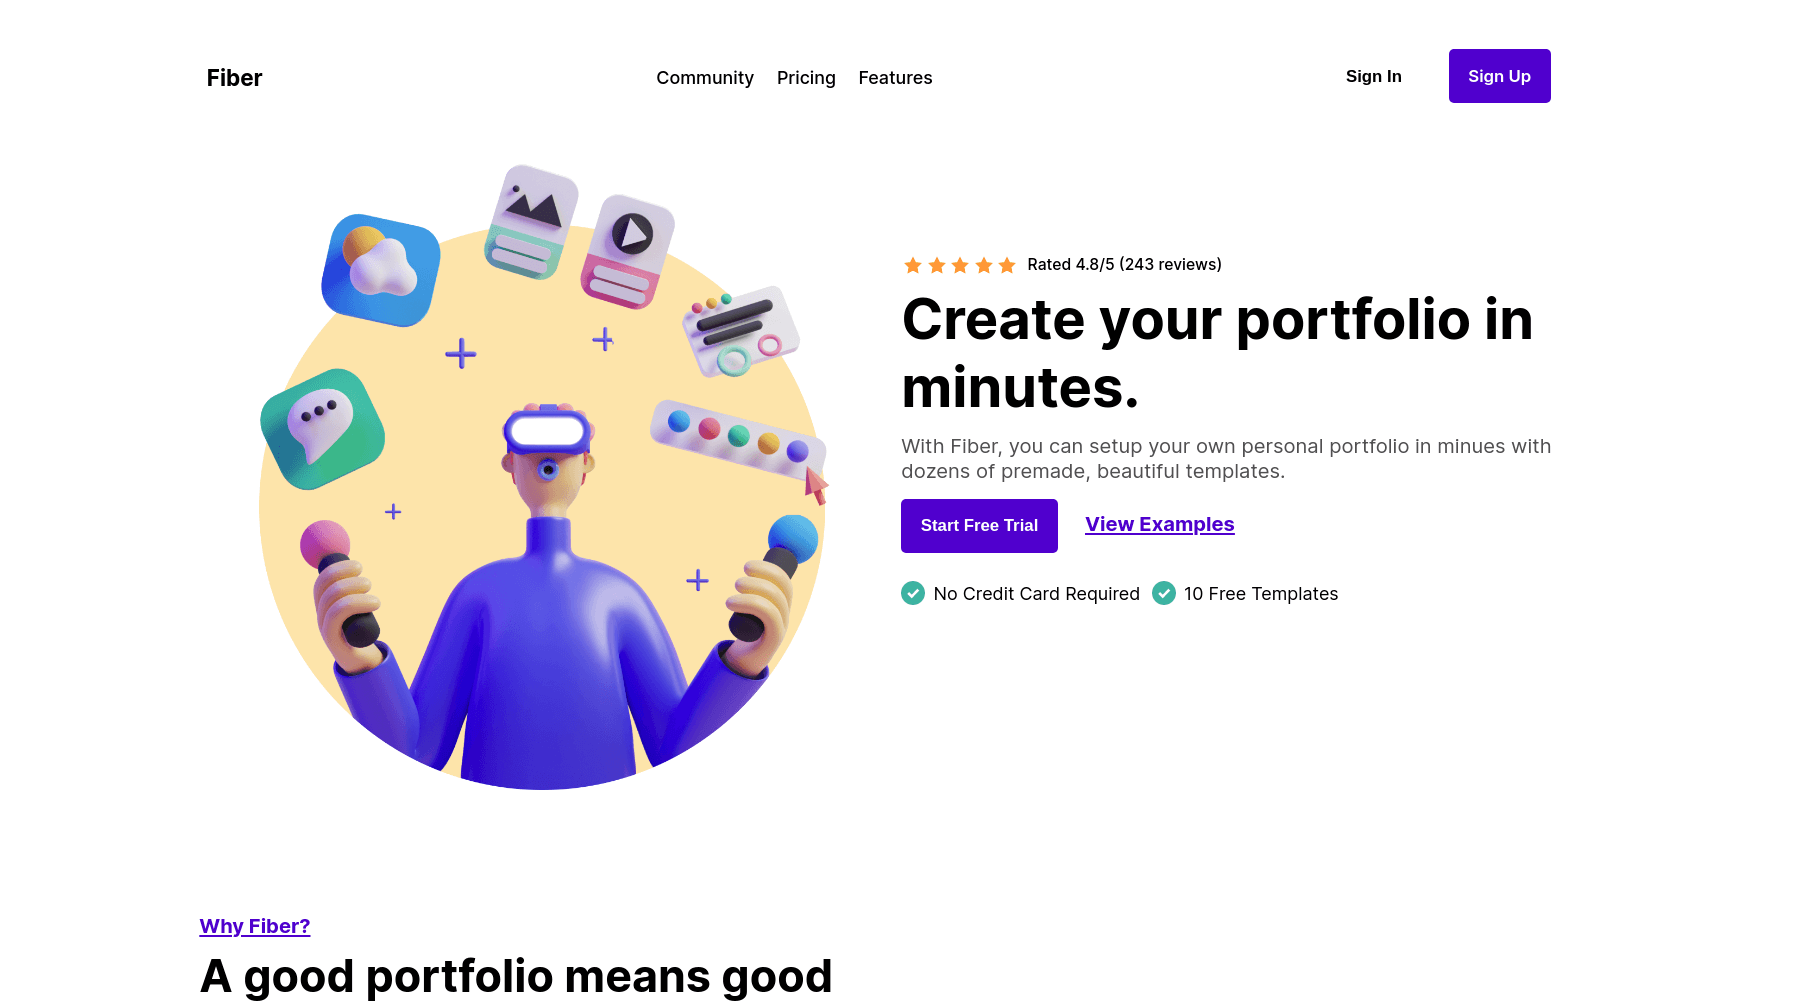 Fiber
Community Pricing Features
Sign In
Sign Up
Rated 4.8/5 (243 reviews)
Create your portfolio in
minutes.
With Fiber, you can setup your own personal portfolio in minues with
dozens of premade, beautiful templates.
Start Free Trial
View Examples
No Credit Card Required
10 Free Templates
Why Fiber?
A good portfolio means good